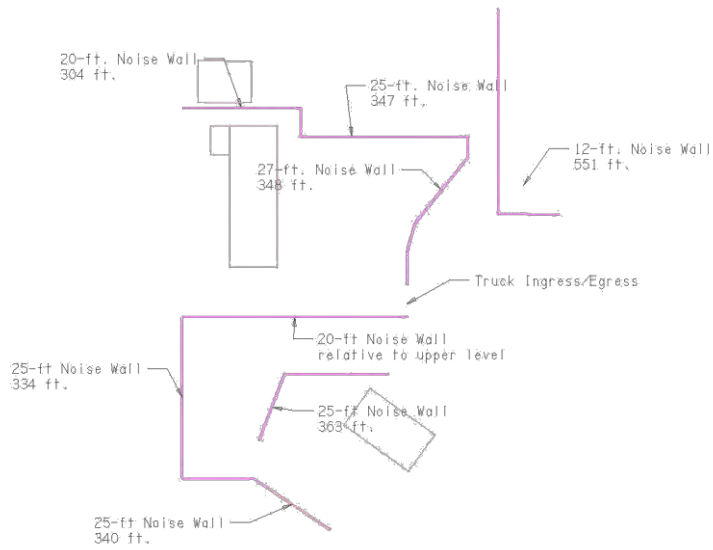 20-ft. Noise Wall
304 ft.
25-ft. Noise Wall
347 ft.
12-ft. Noise Wall
551 ft.
27-ft. Noise Wall
348 ft.
Truck Ingress/Egress
20-ft Noise Wall
relative to upper level
25-ft Noise Wall
334 ft.
25-ft Noise Wall
363 ft.
25-ft Noise Wall
340 ft.